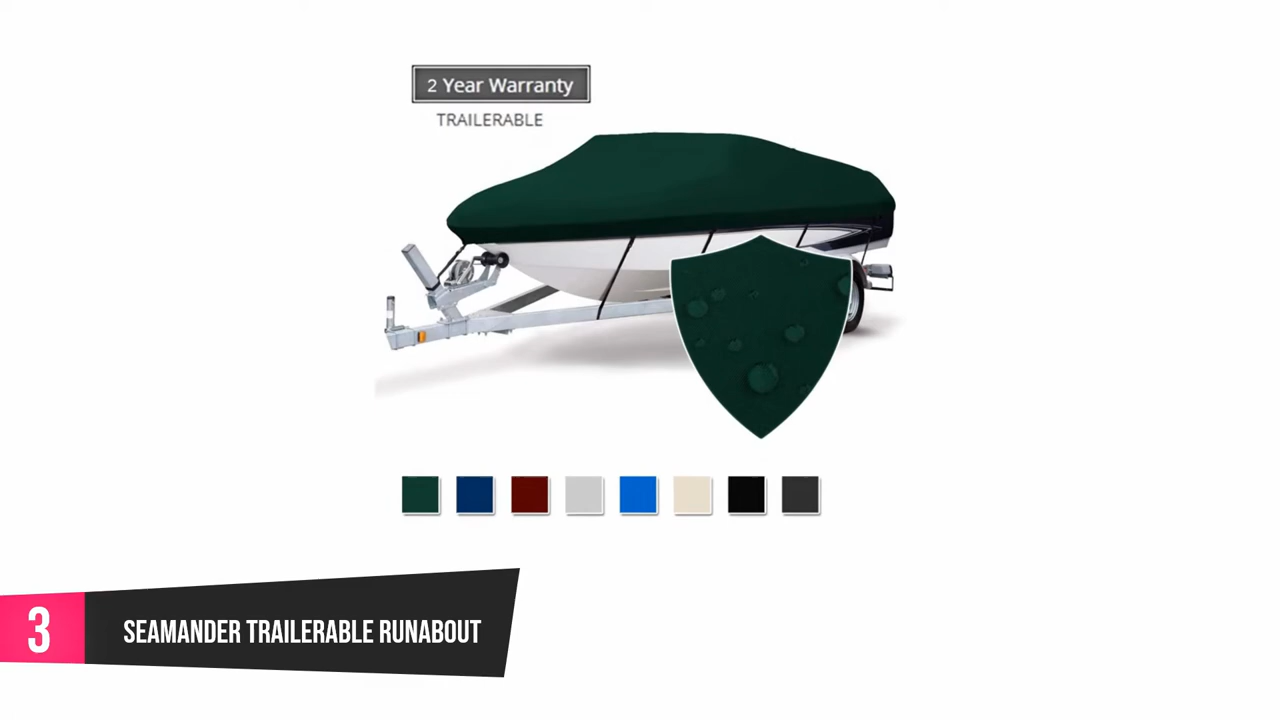 2 Year Warranty
TRAILERABLE
3
SEAMANDER TRAILERABLE RUNABOUT